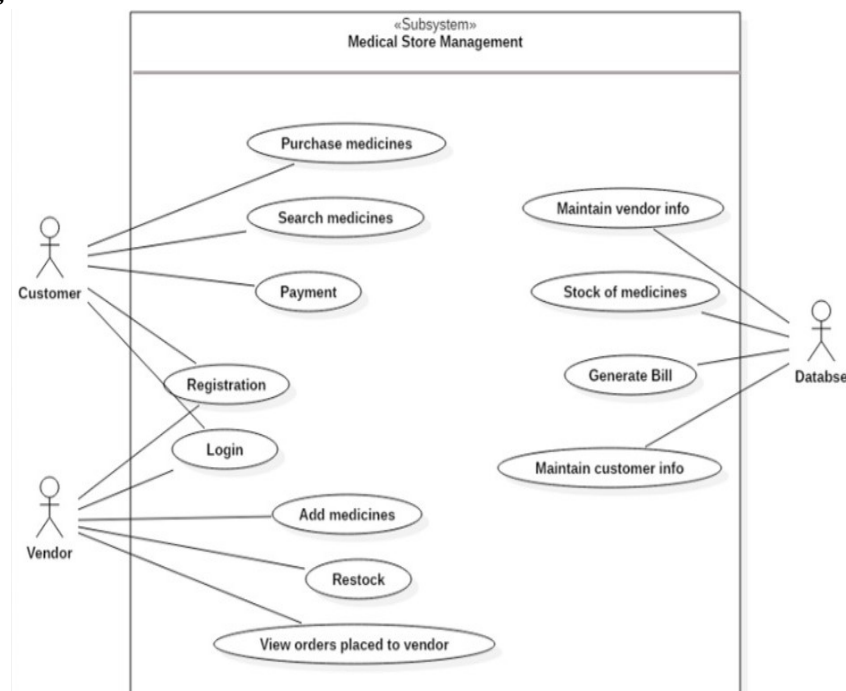 «Subsystem»
Medical Store Management
Purchase medicines
Search medicines
Maintain vendor info
Customer
Payment
Stock of medicines
Registration
Generate Bill
Databse
Login
Maintain customer info
Vendor
Add medicines
Restock
View orders placed to vendor